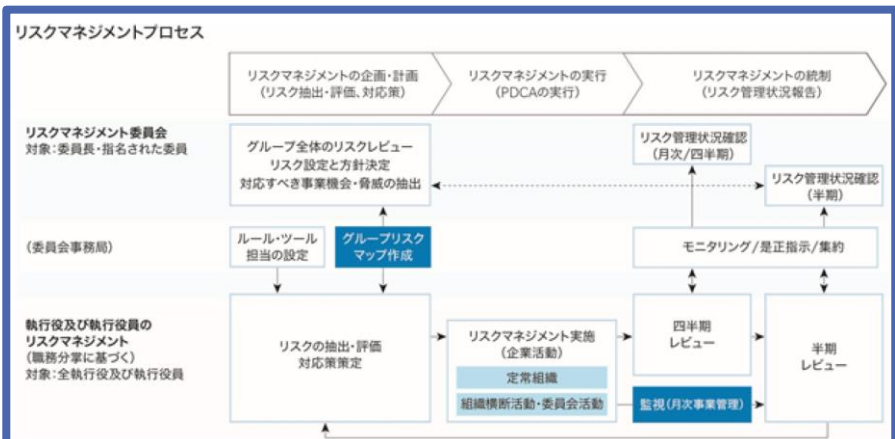 リスクマネジメントプロセス
リスクマネジメントの企画・計画
(リスク抽出・評価、対応策)
リスクマネジメントの実行
(PDCAの実行)
リスクマネジメントの統制
(リスク管理状況報告)
リスクマネジメント委員会
対象:委員長・指名された委員
グループ全体のリスクレビュー
リスク設定と方針決定
対応すべき事業機会・脅威の抽出
リスク管理状況確認
(月次/四半期)
リスク管理状況確認
(半期)
(委員会事務局)
ルール・ツール
担当の設定
グループリスク
マップ作成
モニタリング/是正指示/集約
執行役及び執行役員の
リスクマネジメント
(職務分掌に基づく)
対象:全執行役及び執行役員
リスクの抽出・評価
対応策策定
リスクマネジメント実施
(企業活動)
定常組織
組織横断活動・委員会活動
四半期
レビュー
監視(月次事業管理)
半期
レビュー